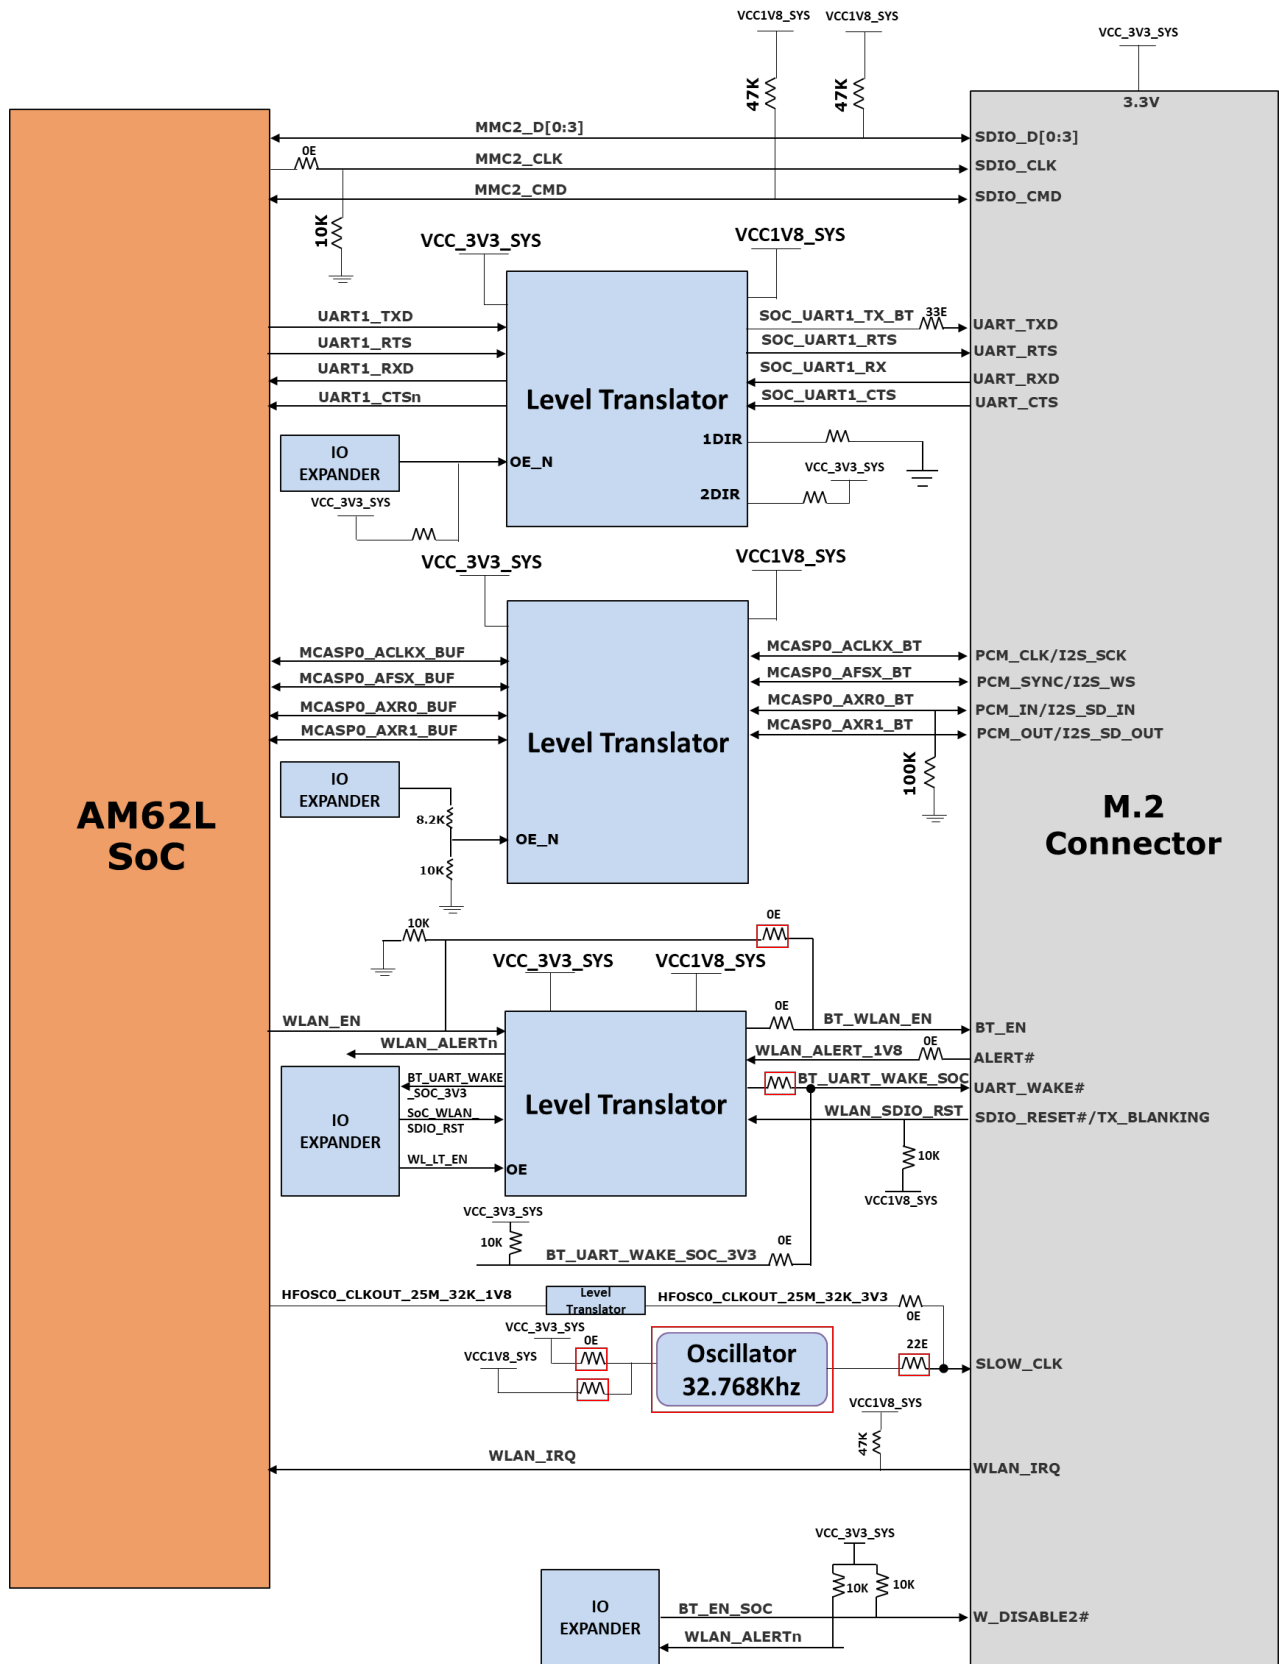 VCC1V8_SYS
VCC1V8_SYS
VCC_3V3_SYS
47K
47K
3.3V
MMC2_D[0:3]
SDIO_D[0:3]
0E
MMC2_CLK
SDIO_CLK
MMC2_CMD
SDIO_CMD
10K
VCC_3V3_SYS
VCC1V8_SYS
UART1_TXD
SOC_UART1_TX_BT
33E
UART_TXD
UART1_RTS
SOC_UART1_RTS
UART_RTS
UART1_RXD
SOC_UART1_RX
UART_RXD
UART1_CTSn
Level Translator
SOC_UART1_CTS
UART_CTS
1DIR
IO
EXPANDER
OE_N
VCC_3V3_SYS
2DIR
VCC_3V3_SYS
VCC_3V3_SYS
VCC1V8_SYS
MCASP0_ACLKX_BUF
MCASP0_ACLKX_BT
PCM_CLK/I2S_SCK
MCASP0_AFSX_BUF
MCASP0_AFSX_BT
PCM_SYNC/I2S_WS
MCASP0_AXR0_BUF
MCASP0_AXR0_BT
PCM_IN/I2S_SD_IN
MCASP0_AXR1_BUF
MCASP0_AXR1_BT
PCM_OUT/I2S_SD_OUT
Level Translator
IO
EXPANDER
100K
8.2K
OE_N
10K
AM62L
SoC
M.2
Connector
10K
0E
VCC_3V3_SYS
VCC1V8_SYS
WLAN_EN
0E
BT_WLAN_EN
BT_EN
WLAN_ALERTn
WLAN_ALERT_1V8
0E
ALERT#
BT_UART_WAKE
_SOC_3V3
BT_UART_WAKE_SOC
UART_WAKE#
IO
EXPANDER
SoC_WLAN_
SDIO_RST
Level Translator
WLAN_SDIO_RST
SDIO_RESET#/TX_BLANKING
WL_LT_EN
OE
10K
VCC1V8_SYS
VCC_3V3_SYS
10K
BT_UART_WAKE_SOC_3V3
0E
HFOSC0_CLKOUT_25M_32K_1V8
Level
Translator
HFOSC0_CLKOUT_25M_32K_3V3
0E
VCC_3V3_SYS
0E
VCC1V8_SYS
Oscillator
32.768Khz
22E
SLOW_CLK
VCC1V8_SYS
47K
WLAN_IRQ
WLAN_IRQ
VCC_3V3_SYS
10K
10K
IO
EXPANDER
BT_EN_SOC
W_DISABLE2#
WLAN_ALERTn